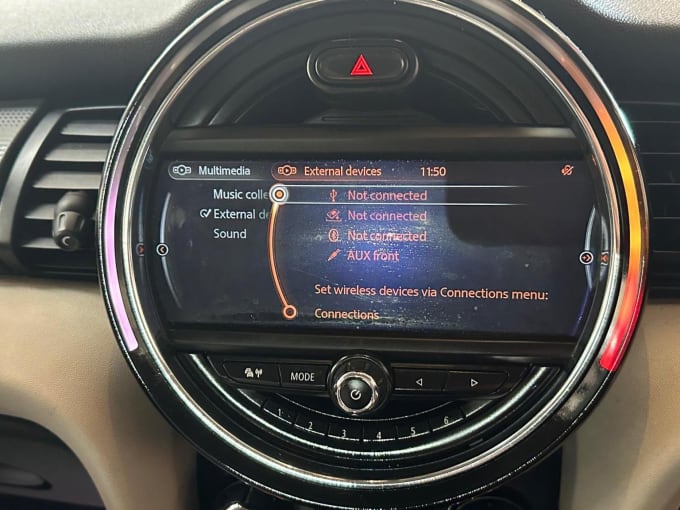 Multimedia External devices 11:50
Music colle Not connected
External de Not connected
Sound Not connected
AUX front
Set wireless devices via Connections menu:
Connections
MODE
1 2 3 4 5 6